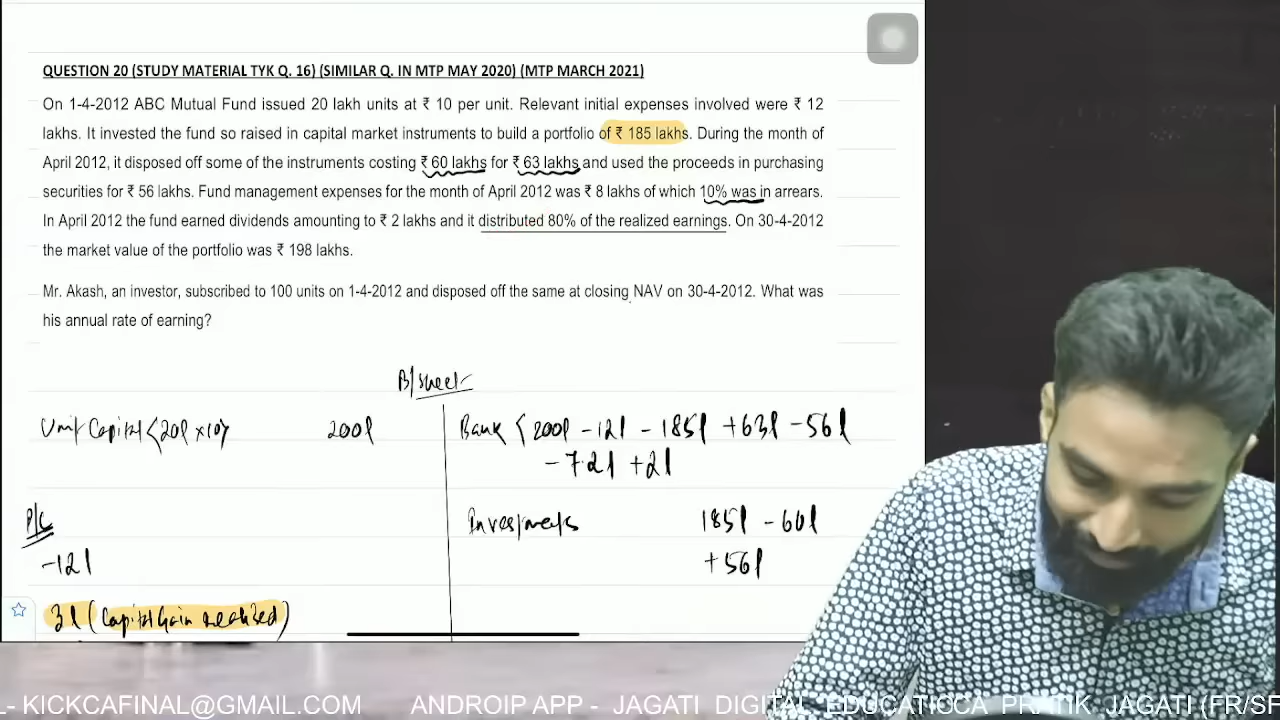 QUESTION 20 (STUDY MATERIAL TYK Q. 16) (SIMILAR Q. IN MTP MAY 2020) (MTP MARCH 2021)
On 1-4-2012 ABC Mutual Fund issued 20 lakh units at ₹ 10 per unit. Relevant initial expenses involved were ₹ 12
lakhs. It invested the fund so raised in capital market instruments to build a portfolio of ₹ 185 lakhs. During the month of
April 2012, it disposed off some of the instruments costing ₹ 60 lakhs for ₹ 63 lakhs and used the proceeds in purchasing
securities for ₹ 56 lakhs. Fund management expenses for the month of April 2012 was ₹ 8 lakhs of which 10% was in arrears.
In April 2012 the fund earned dividends amounting to ₹ 2 lakhs and it distributed 80% of the realized earnings. On 30-4-2012
the market value of the portfolio was ₹ 198 lakhs.
Mr. Akash, an investor, subscribed to 100 units on 1-4-2012 and disposed off the same at closing NAV on 30-4-2012. What was
his annual rate of earning?
B/Sheet
Unit Capital (20l x 10) 200l
Bank (200l - 12l - 185l + 63l - 56l
- 7.2l + 2l
Investments 185l - 60l
+ 56l
P/L
-12l
3l (Capital Gain realized)
L.- KICKCAFINAL@GMAIL.COM ANDROIP APP - JAGATI DIGITAL EDUCATIOCA PRATIK JAGATI (FR/SF